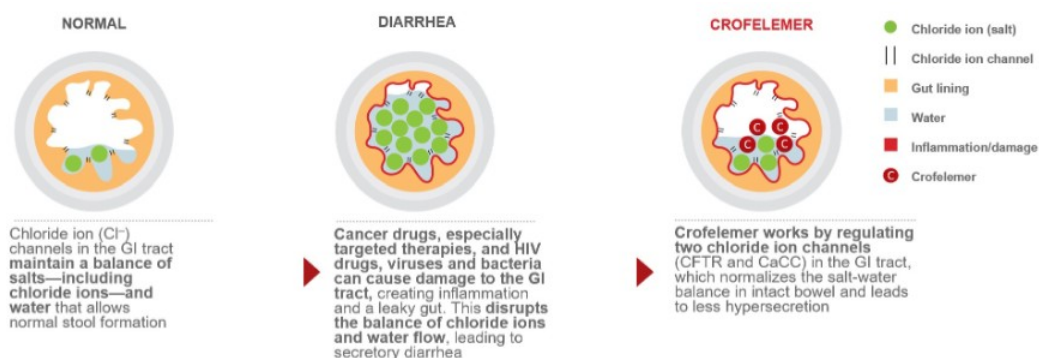 NORMAL
Chloride ion (Cl⁻)
channels in the GI tract
maintain a balance of
salts—including
chloride ions—and
water that allows
normal stool formation
DIARRHEA
Cancer drugs, especially
targeted therapies, and HIV
drugs, viruses and bacteria
can cause damage to the GI
tract, creating inflammation
and a leaky gut. This disrupts
the balance of chloride ions
and water flow, leading to
secretory diarrhea
CROFELEMER
C C
C C
Crofelemer works by regulating
two chloride ion channels
(CFTR and CaCC) in the GI tract,
which normalizes the salt-water
balance in intact bowel and leads
to less hypersecretion
Chloride ion (salt)
Chloride ion channel
Gut lining
Water
Inflammation/damage
C Crofelemer